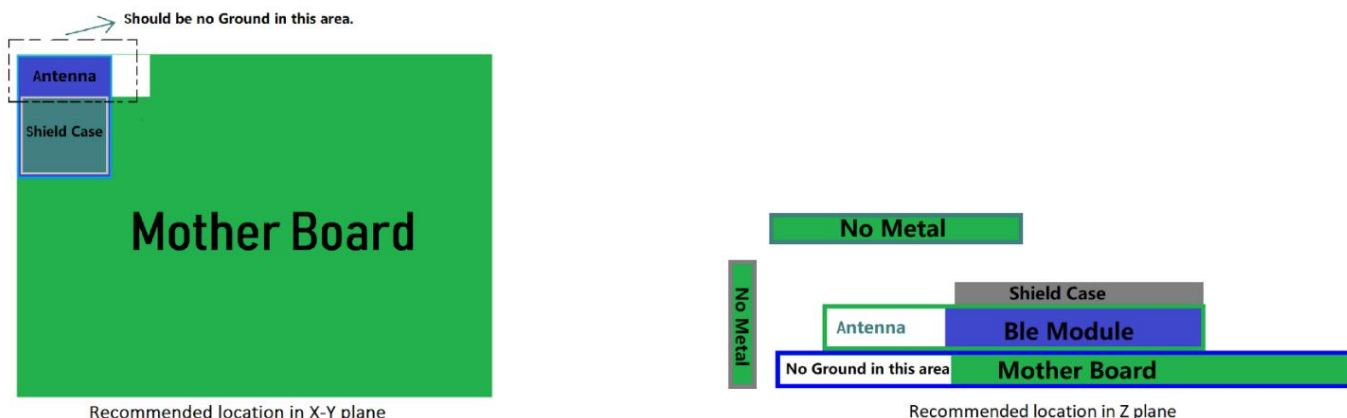 Should be no Ground in this area.
Antenna
Shield Case
Mother Board
Recommended location in X-Y plane
No Metal
No Metal
Shield Case
Antenna
Ble Module
No Ground in this area
Mother Board
Recommended location in Z plane